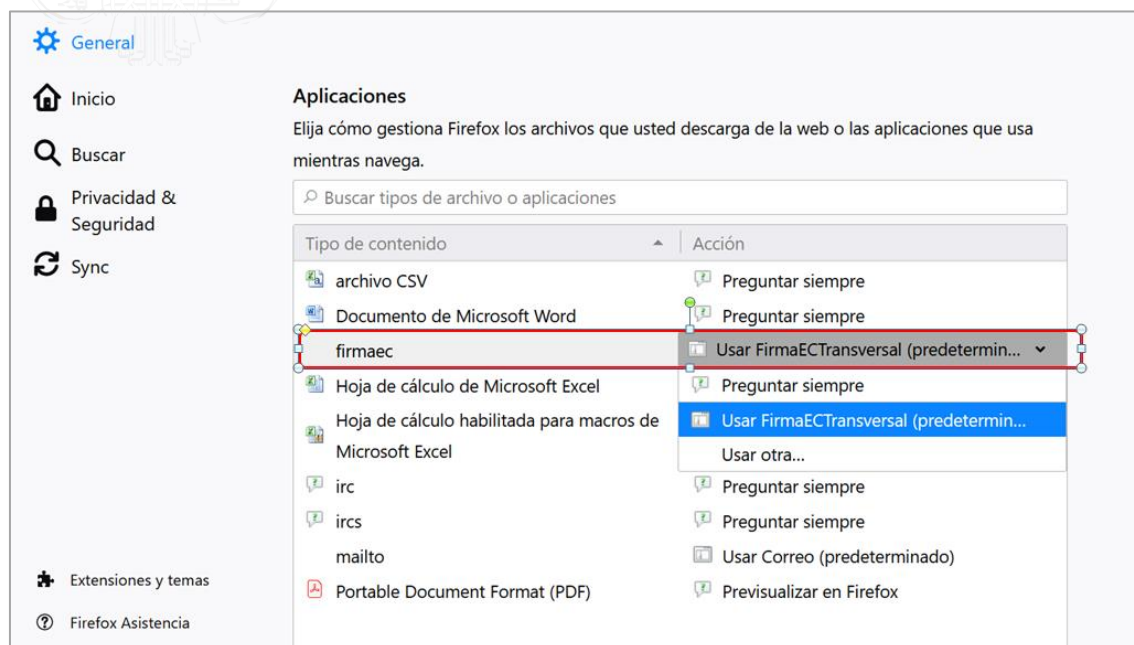 General
Inicio
Buscar
Privacidad &
Seguridad
Sync
Extensiones y temas
Firefox Asistencia
Aplicaciones
Elija cómo gestiona Firefox los archivos que usted descarga de la web o las aplicaciones que usa
mientras navega.
Buscar tipos de archivo o aplicaciones
Tipo de contenido Acción
archivo CSV Preguntar siempre
Documento de Microsoft Word Preguntar siempre
firmaec Usar FirmaECTransversal (predetermin...
Hoja de cálculo de Microsoft Excel Preguntar siempre
Hoja de cálculo habilitada para macros de Usar FirmaECTransversal (predetermin...
Microsoft Excel Usar otra...
irc Preguntar siempre
ircs Preguntar siempre
mailto Usar Correo (predeterminado)
Portable Document Format (PDF) Previsualizar en Firefox